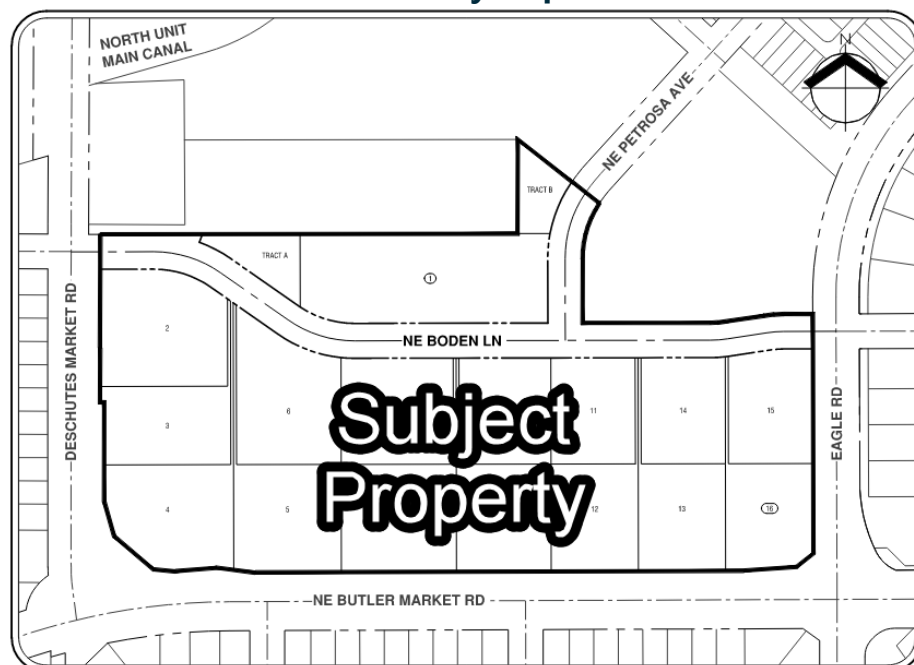 NORTH UNIT
MAIN CANAL
N
NE PETROSA AVE
TRACT B
TRACT A
1
DESCHUTES MARKET RD
2
NE BODEN LN
EAGLE RD
3
6
11
14
15
Subject
Property
4
5
12
13
16
NE BUTLER MARKET RD